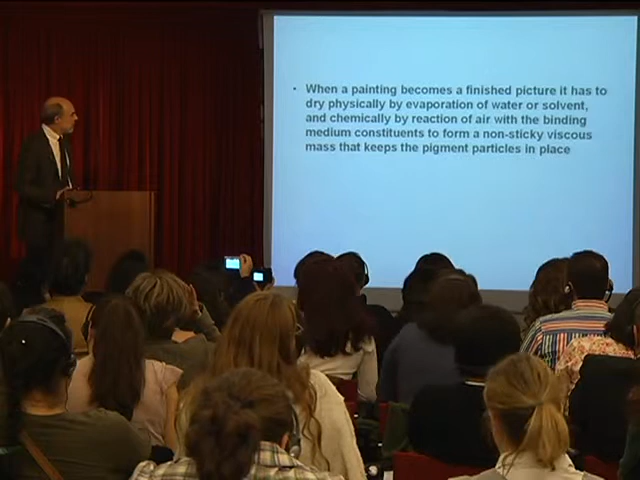 • When a painting becomes a finished picture it has to
dry physically by evaporation of water or solvent,
and chemically by reaction of air with the binding
medium constituents to form a non-sticky viscous
mass that keeps the pigment particles in place